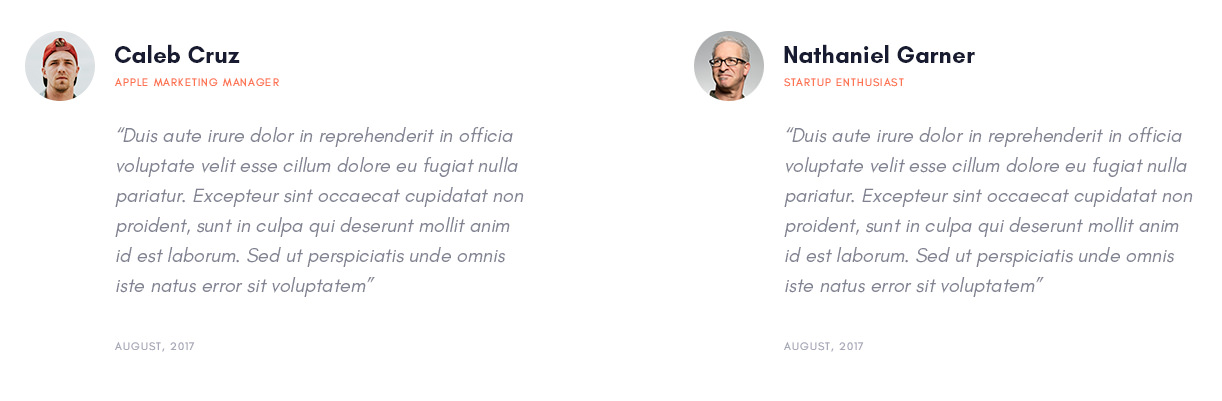 Caleb Cruz
APPLE MARKETING MANAGER
“Duis aute irure dolor in reprehenderit in officia
voluptate velit esse cillum dolore eu fugiat nulla
pariatur. Excepteur sint occaecat cupidatat non
proident, sunt in culpa qui deserunt mollit anim
id est laborum. Sed ut perspiciatis unde omnis
iste natus error sit voluptatem”
AUGUST, 2017
Nathaniel Garner
STARTUP ENTHUSIAST
“Duis aute irure dolor in reprehenderit in officia
voluptate velit esse cillum dolore eu fugiat nulla
pariatur. Excepteur sint occaecat cupidatat non
proident, sunt in culpa qui deserunt mollit anim
id est laborum. Sed ut perspiciatis unde omnis
iste natus error sit voluptatem”
AUGUST, 2017